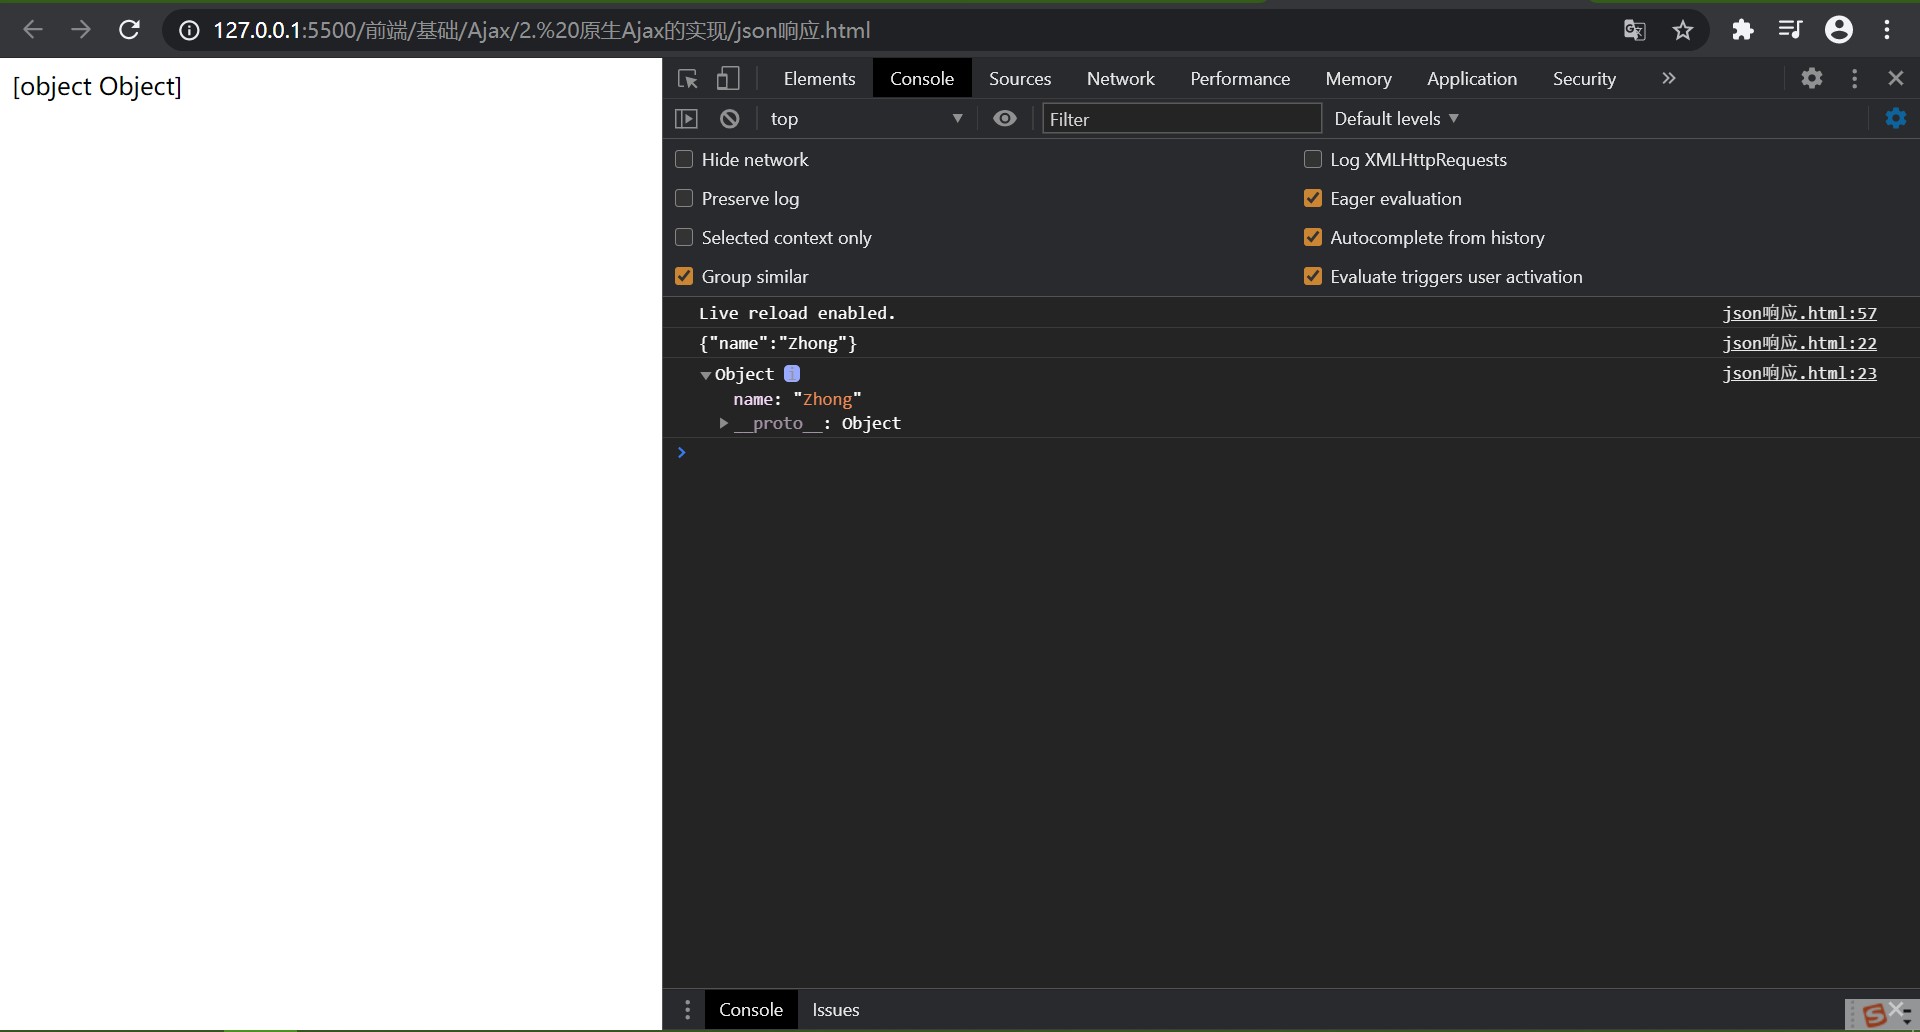 127.0.0.1:5500/前端/基础/Ajax/2.%20原生Ajax的实现/json响应.html
[object Object]
Elements Console Sources Network Performance Memory Application Security
top Filter Default levels
Hide network Log XMLHttpRequests
Preserve log Eager evaluation
Selected context only Autocomplete from history
Group similar Evaluate triggers user activation
Live reload enabled. json响应.html:57
{"name":"Zhong"} json响应.html:22
Object i json响应.html:23
name: "Zhong"
__proto__: Object
Console Issues